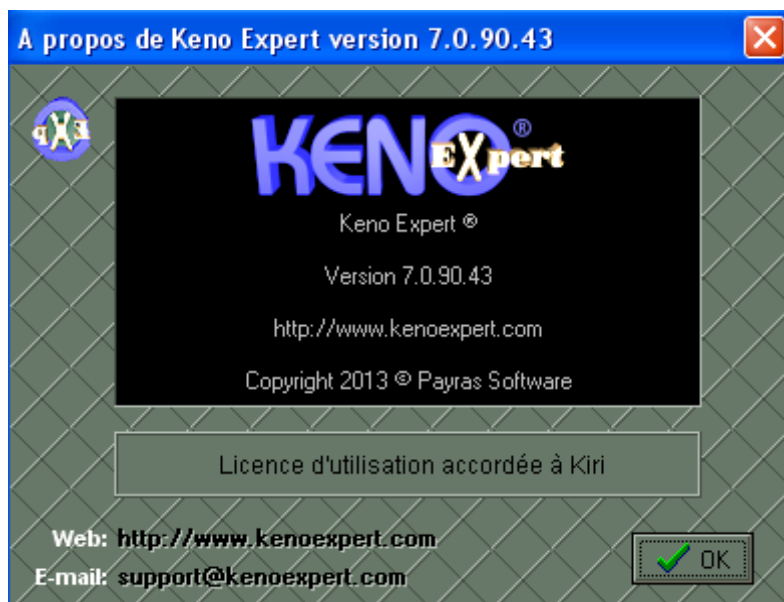 A propos de Keno Expert version 7.0.90.43
KENO EXpert ®
Keno Expert ®
Version 7.0.90.43
http://www.kenoexpert.com
Copyright 2013 © Payras Software
Licence d'utilisation accordée à Kiri
Web: http://www.kenoexpert.com
OK
E-mail: support@kenoexpert.com